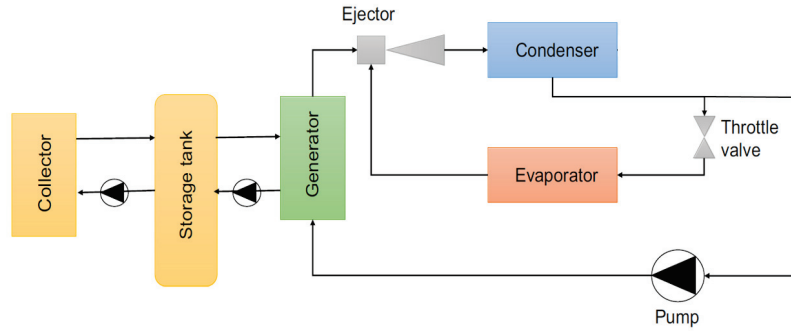 Ejector
Condenser
Collector
Storage tank
Generator
Throttle
valve
Evaporator
Pump